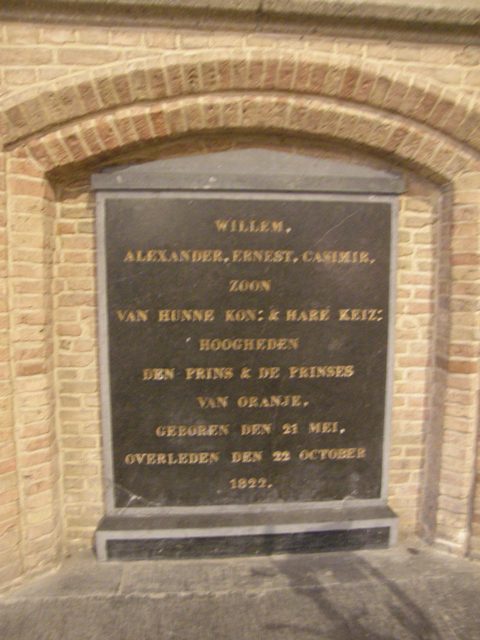 WILLEM.
ALEXANDER. ERNEST. CASIMIR.
ZOON
VAN HUNNE KON: & HARE KEIZ:
HOOGHEDEN
DEN PRINS & DE PRINSES
VAN ORANJE.
GEBOREN DEN 21 MEI.
OVERLEDEN DEN 22 OCTOBER
1822.